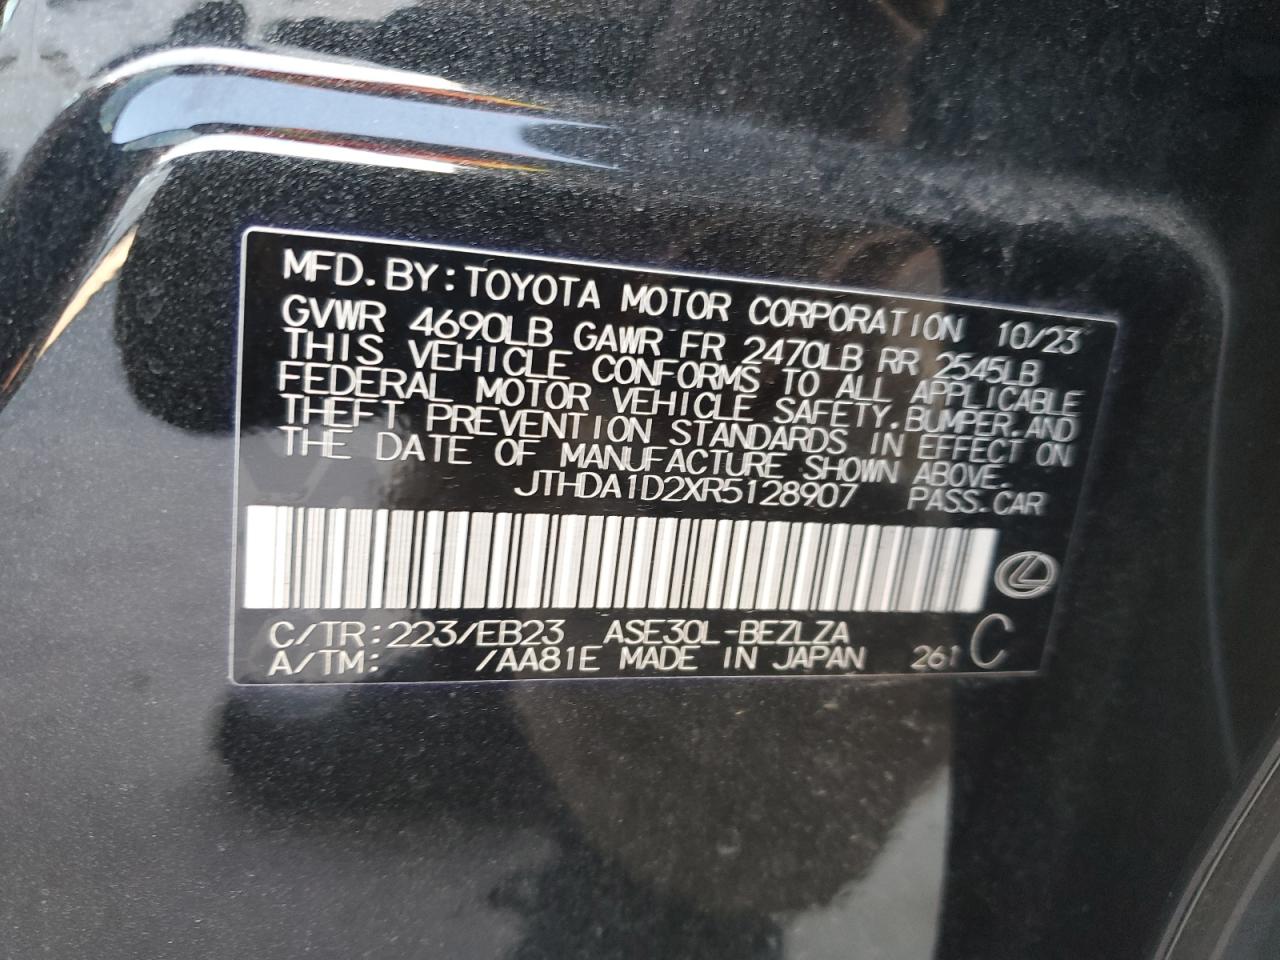 MFD.BY:TOYOTA MOTOR CORPORATION 10/23
GVWR 4690LB GAWR FR 2470LB RR 2545LB
THIS VEHICLE CONFORMS TO ALL APPLICABLE
FEDERAL MOTOR VEHICLE SAFETY,BUMPER,AND
THEFT PREVENTION STANDARDS IN EFFECT ON
THE DATE OF MANUFACTURE SHOWN ABOVE.
JTHDA1D2XR5128907 PASS.CAR
C/TR:223/EB23 ASE30L-BEZLZA
A/TM: /AA81E MADE IN JAPAN 261 C